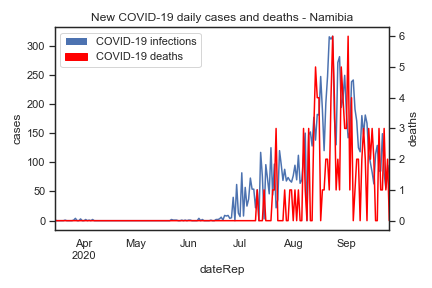 New COVID-19 daily cases and deaths - Namibia
COVID-19 infections
COVID-19 deaths
300
250
200
150
100
50
0
cases
6
5
4
3
2
1
0
deaths
Apr May Jun Jul Aug Sep
2020
dateRep